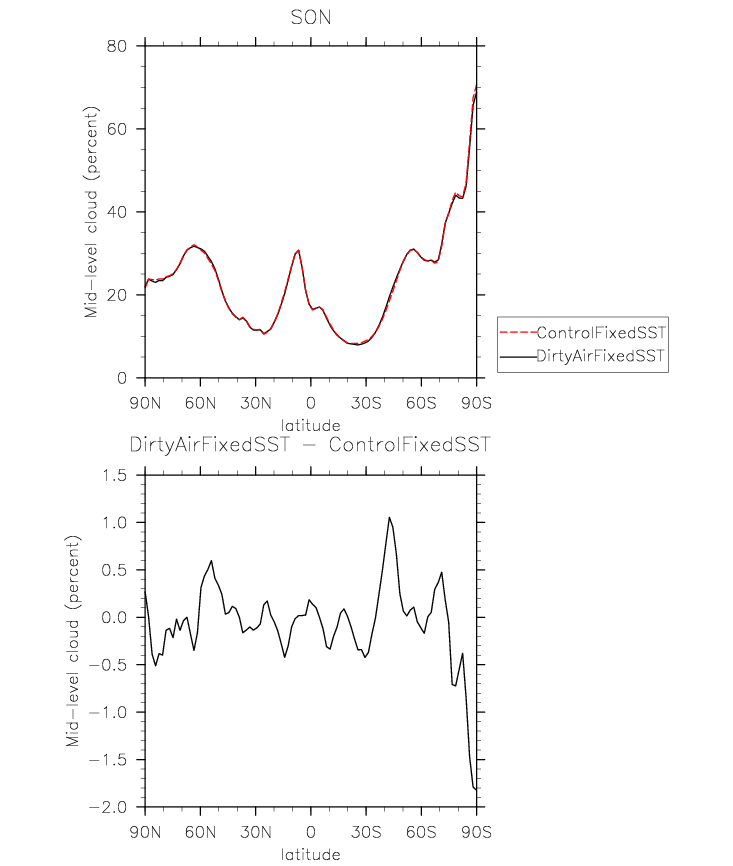 SON
80
60
40
20
0
Mid-level cloud (percent)
90N 60N 30N 0 30S 60S 90S
latitude
ControlFixedSST
DirtyAirFixedSST
DirtyAirFixedSST - ControlFixedSST
1.5
1.0
0.5
0.0
-0.5
-1.0
-1.5
-2.0
Mid-level cloud (percent)
90N 60N 30N 0 30S 60S 90S
latitude